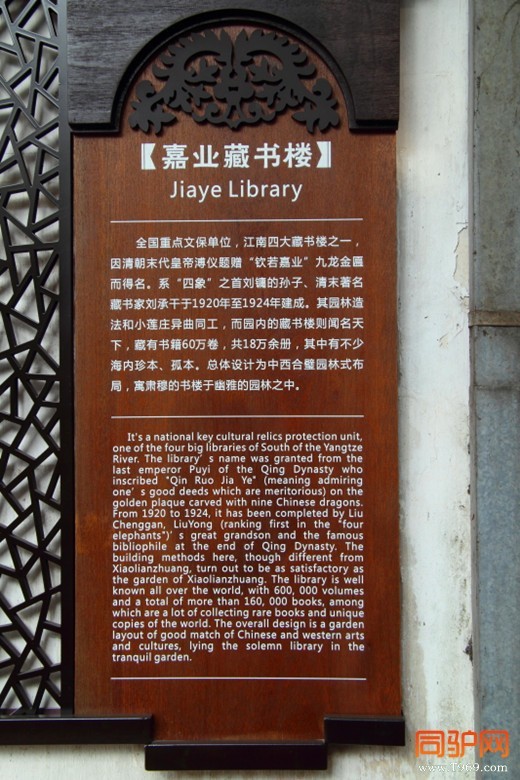 【嘉业藏书楼】
Jiaye Library
全国重点文保单位，江南四大藏书楼之一，
因清朝末代皇帝溥仪题赠“钦若嘉业”九龙金匾
而得名。系“四象”之首刘镛的孙子、清末著名
藏书家刘承干于1920年至1924年建成。其园林造
法和小莲庄异曲同工，而园内的藏书楼则闻名天
下，藏有书籍60万卷，共18万余册，其中有不少
海内珍本、孤本。总体设计为中西合璧园林式布
局，寓肃穆的书楼于幽雅的园林之中。
It's a national key cultural relics protection unit,
one of the four big libraries of South of the Yangtze
River. The library’s name was granted from the
last emperor Puyi of the Qing Dynasty who
inscribed "Qin Ruo Jia Ye" (meaning admiring
one’s good deeds which are meritorious) on the
golden plaque carved with nine Chinese dragons.
From 1920 to 1924, it has been completed by Liu
Chenggan, LiuYong (ranking first in the "four
elephants")’s great grandson and the famous
bibliophile at the end of Qing Dynasty. The
building methods here, though different from
Xiaolianzhuang, turn out to be as satisfactory as
the garden of Xiaolianzhuang. The library is well
known all over the world, with 600, 000 volumes
and a total of more than 160, 000 books, among
which are a lot of collecting rare books and unique
copies of the world. The overall design is a garden
layout of good match of Chinese and western arts
and cultures, lying the solemn library in the
tranquil garden.
同驴网
www.1969.com